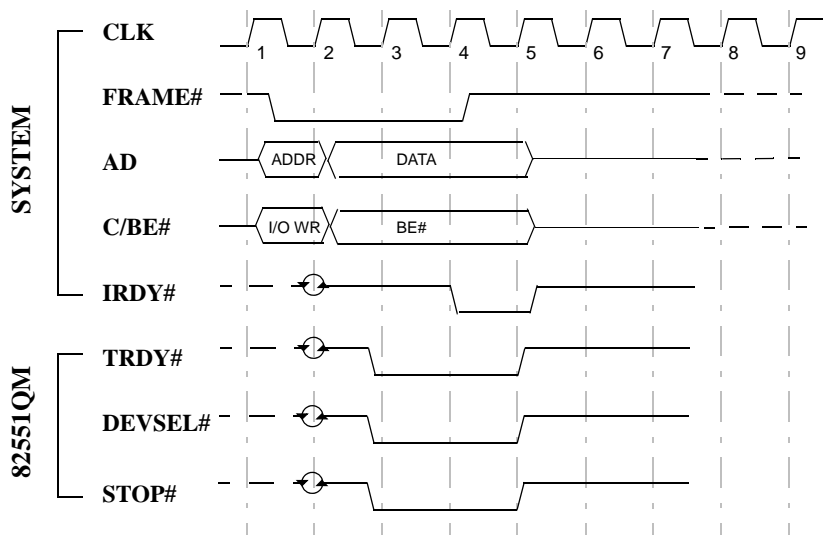 SYSTEM
CLK
1 2 3 4 5 6 7 8 9
FRAME#
AD
ADDR DATA
C/BE#
I/O WR BE#
IRDY#
82551QM
TRDY#
DEVSEL#
STOP#